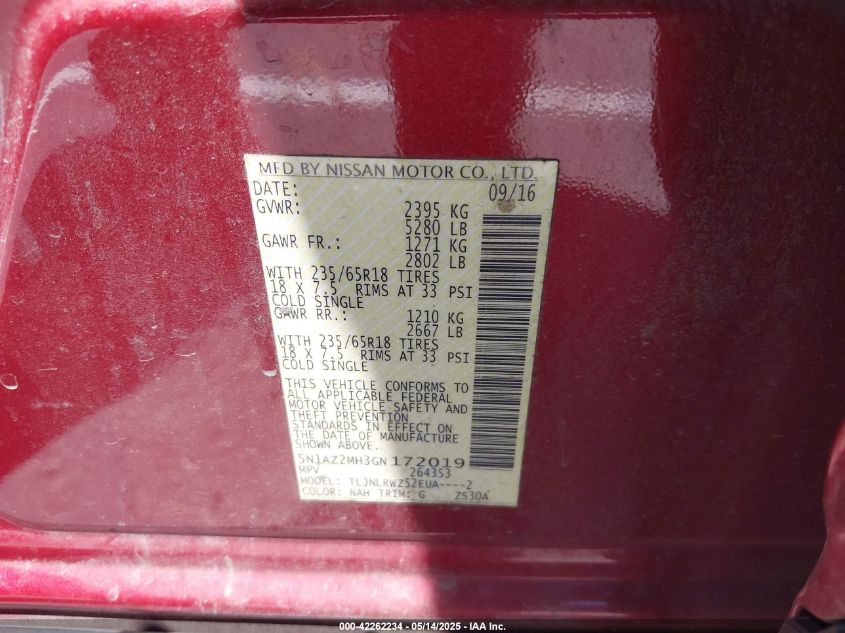 MFD BY NISSAN MOTOR CO., LTD.
DATE: 09/16
GVWR: 2395 KG
5280 LB
GAWR FR.: 1271 KG
2802 LB
WITH 235/65R18 TIRES
18 X 7.5 RIMS AT 33 PSI
COLD SINGLE
GAWR RR.: 1210 KG
2667 LB
WITH 235/65R18 TIRES
18 X 7.5 RIMS AT 33 PSI
COLD SINGLE
THIS VEHICLE CONFORMS TO
ALL APPLICABLE FEDERAL
MOTOR VEHICLE SAFETY AND
THEFT PREVENTION
STANDARDS IN EFFECT ON
THE DATE OF MANUFACTURE
SHOWN ABOVE.
5N1AZ2MH3GN172019
MPV 264353
MODEL: TLJNLRWZ52EUA----2
COLOR: NAH TRIM: G ZS30A
000-42262234 - 05/14/2025 - IAA Inc.